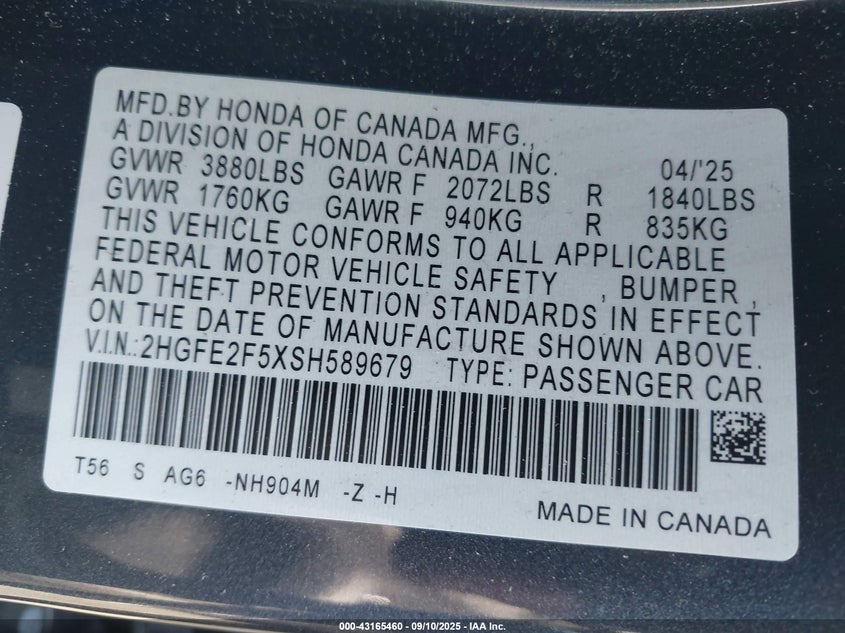 MFD.BY HONDA OF CANADA MFG.,
A DIVISION OF HONDA CANADA INC. 04/'25
GVWR 3880LBS GAWR F 2072LBS R 1840LBS
GVWR 1760KG GAWR F 940KG R 835KG
THIS VEHICLE CONFORMS TO ALL APPLICABLE
FEDERAL MOTOR VEHICLE SAFETY , BUMPER ,
AND THEFT PREVENTION STANDARDS IN EFFECT
ON THE DATE OF MANUFACTURE SHOWN ABOVE.
V.I.N.:2HGFE2F5XSH589679 TYPE: PASSENGER CAR
T56 S AG6 -NH904M -Z -H
MADE IN CANADA
000-43165460 - 09/10/2025 - IAA Inc.